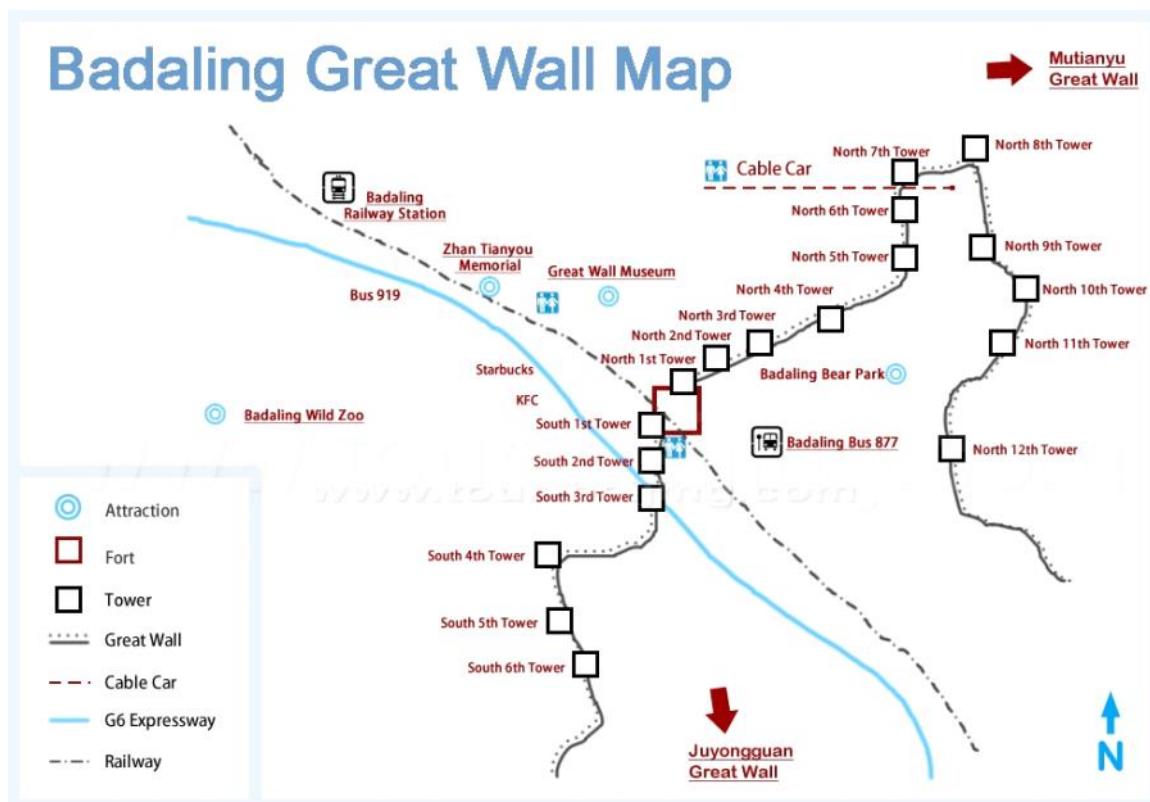 Badaling Great Wall Map
Mutianyu
Great Wall
North 7th Tower
North 8th Tower
Cable Car
Badaling
Railway Station
North 6th Tower
Zhan Tianyou
Memorial
Great Wall Museum
North 5th Tower
North 9th Tower
Bus 919
North 4th Tower
North 10th Tower
North 3rd Tower
North 2nd Tower
North 11th Tower
North 1st Tower
Starbucks
Badaling Bear Park
KFC
Badaling Wild Zoo
South 1st Tower
Badaling Bus 877
North 12th Tower
South 2nd Tower
South 3rd Tower
South 4th Tower
South 5th Tower
South 6th Tower
Attraction
Fort
Tower
Great Wall
Cable Car
G6 Expressway
Railway
Juyongguan
Great Wall
N